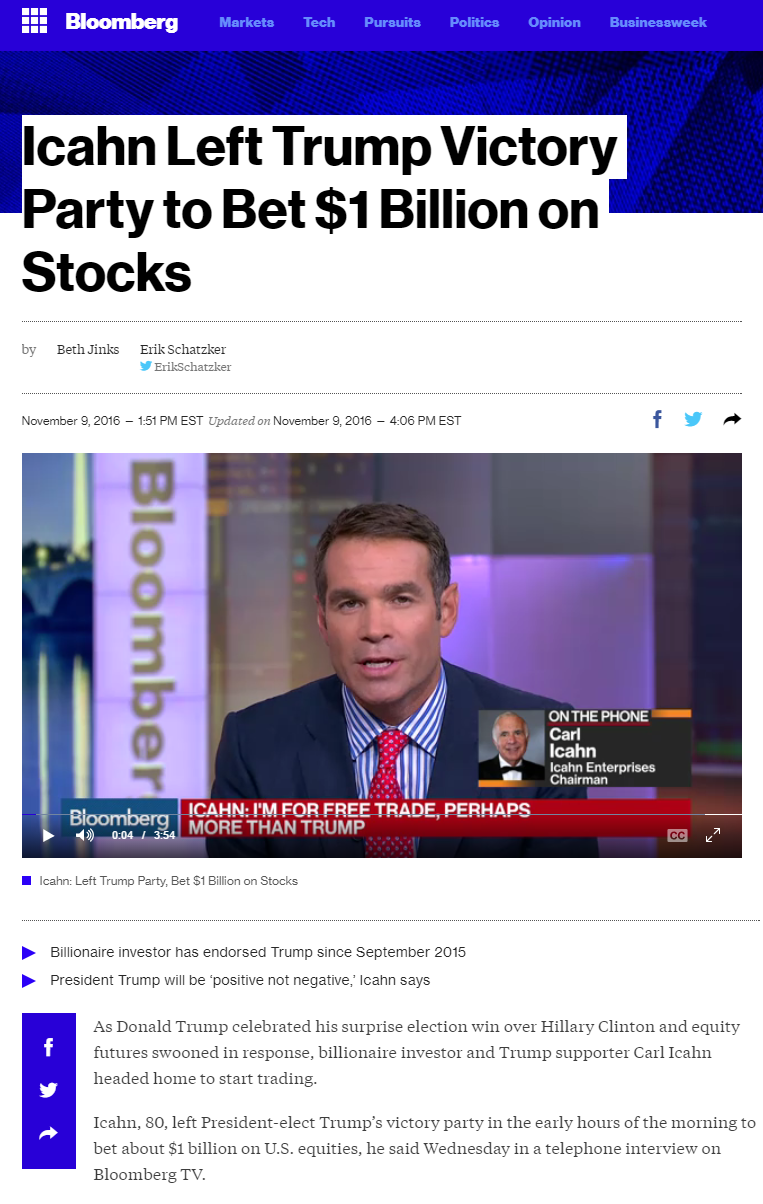 Bloomberg
Markets Tech Pursuits Politics Opinion Businessweek
Icahn Left Trump Victory
Party to Bet $1 Billion on
Stocks
by Beth Jinks Erik Schatzker
ErikSchatzker
November 9, 2016 — 1:51 PM EST Updated on November 9, 2016 — 4:06 PM EST
Bloomberg
ON THE PHONE
Carl
Icahn
Icahn Enterprises
Chairman
Bloomberg
ICAHN: I'M FOR FREE TRADE, PERHAPS
MORE THAN TRUMP
0:04 / 3:54
CC
Icahn: Left Trump Party, Bet $1 Billion on Stocks
Billionaire investor has endorsed Trump since September 2015
President Trump will be ‘positive not negative,’ Icahn says
As Donald Trump celebrated his surprise election win over Hillary Clinton and equity
futures swooned in response, billionaire investor and Trump supporter Carl Icahn
headed home to start trading.
Icahn, 80, left President-elect Trump’s victory party in the early hours of the morning to
bet about $1 billion on U.S. equities, he said Wednesday in a telephone interview on
Bloomberg TV.